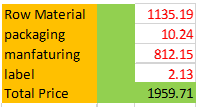 Row Material 1135.19
packaging 10.24
manfaturing 812.15
label 2.13
Total Price 1959.71